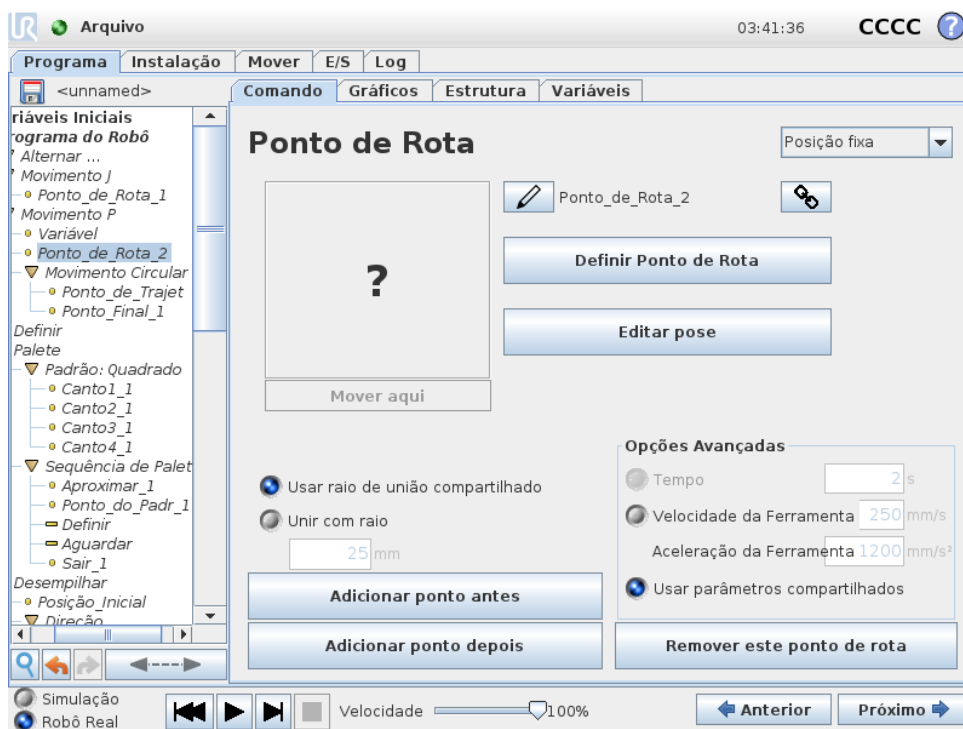 UR Arquivo 03:41:36 CCCC ?
Programa Instalação Mover E/S Log
<unnamed>
Comando Gráficos Estrutura Variáveis
riáveis Iniciais
rograma do Robô
Alternar ...
Movimento J
Ponto_de_Rota_1
Movimento P
Variável
Ponto_de_Rota_2
Movimento Circular
Ponto_de_Trajet
Ponto_Final_1
Definir
Palete
Padrão: Quadrado
Canto1_1
Canto2_1
Canto3_1
Canto4_1
Sequência de Palet
Aproximar_1
Ponto_do_Padr_1
Definir
Aguardar
Sair_1
Desempilhar
Posição_Inicial
Direção
Ponto de Rota
Posição fixa
?
Ponto_de_Rota_2
Definir Ponto de Rota
Editar pose
Mover aqui
Usar raio de união compartilhado
Unir com raio
25 mm
Opções Avançadas
Tempo 2 s
Velocidade da Ferramenta 250 mm/s
Aceleração da Ferramenta 1200 mm/s²
Usar parâmetros compartilhados
Adicionar ponto antes
Adicionar ponto depois
Remover este ponto de rota
Simulação
Robô Real
Velocidade 100%
Anterior
Próximo